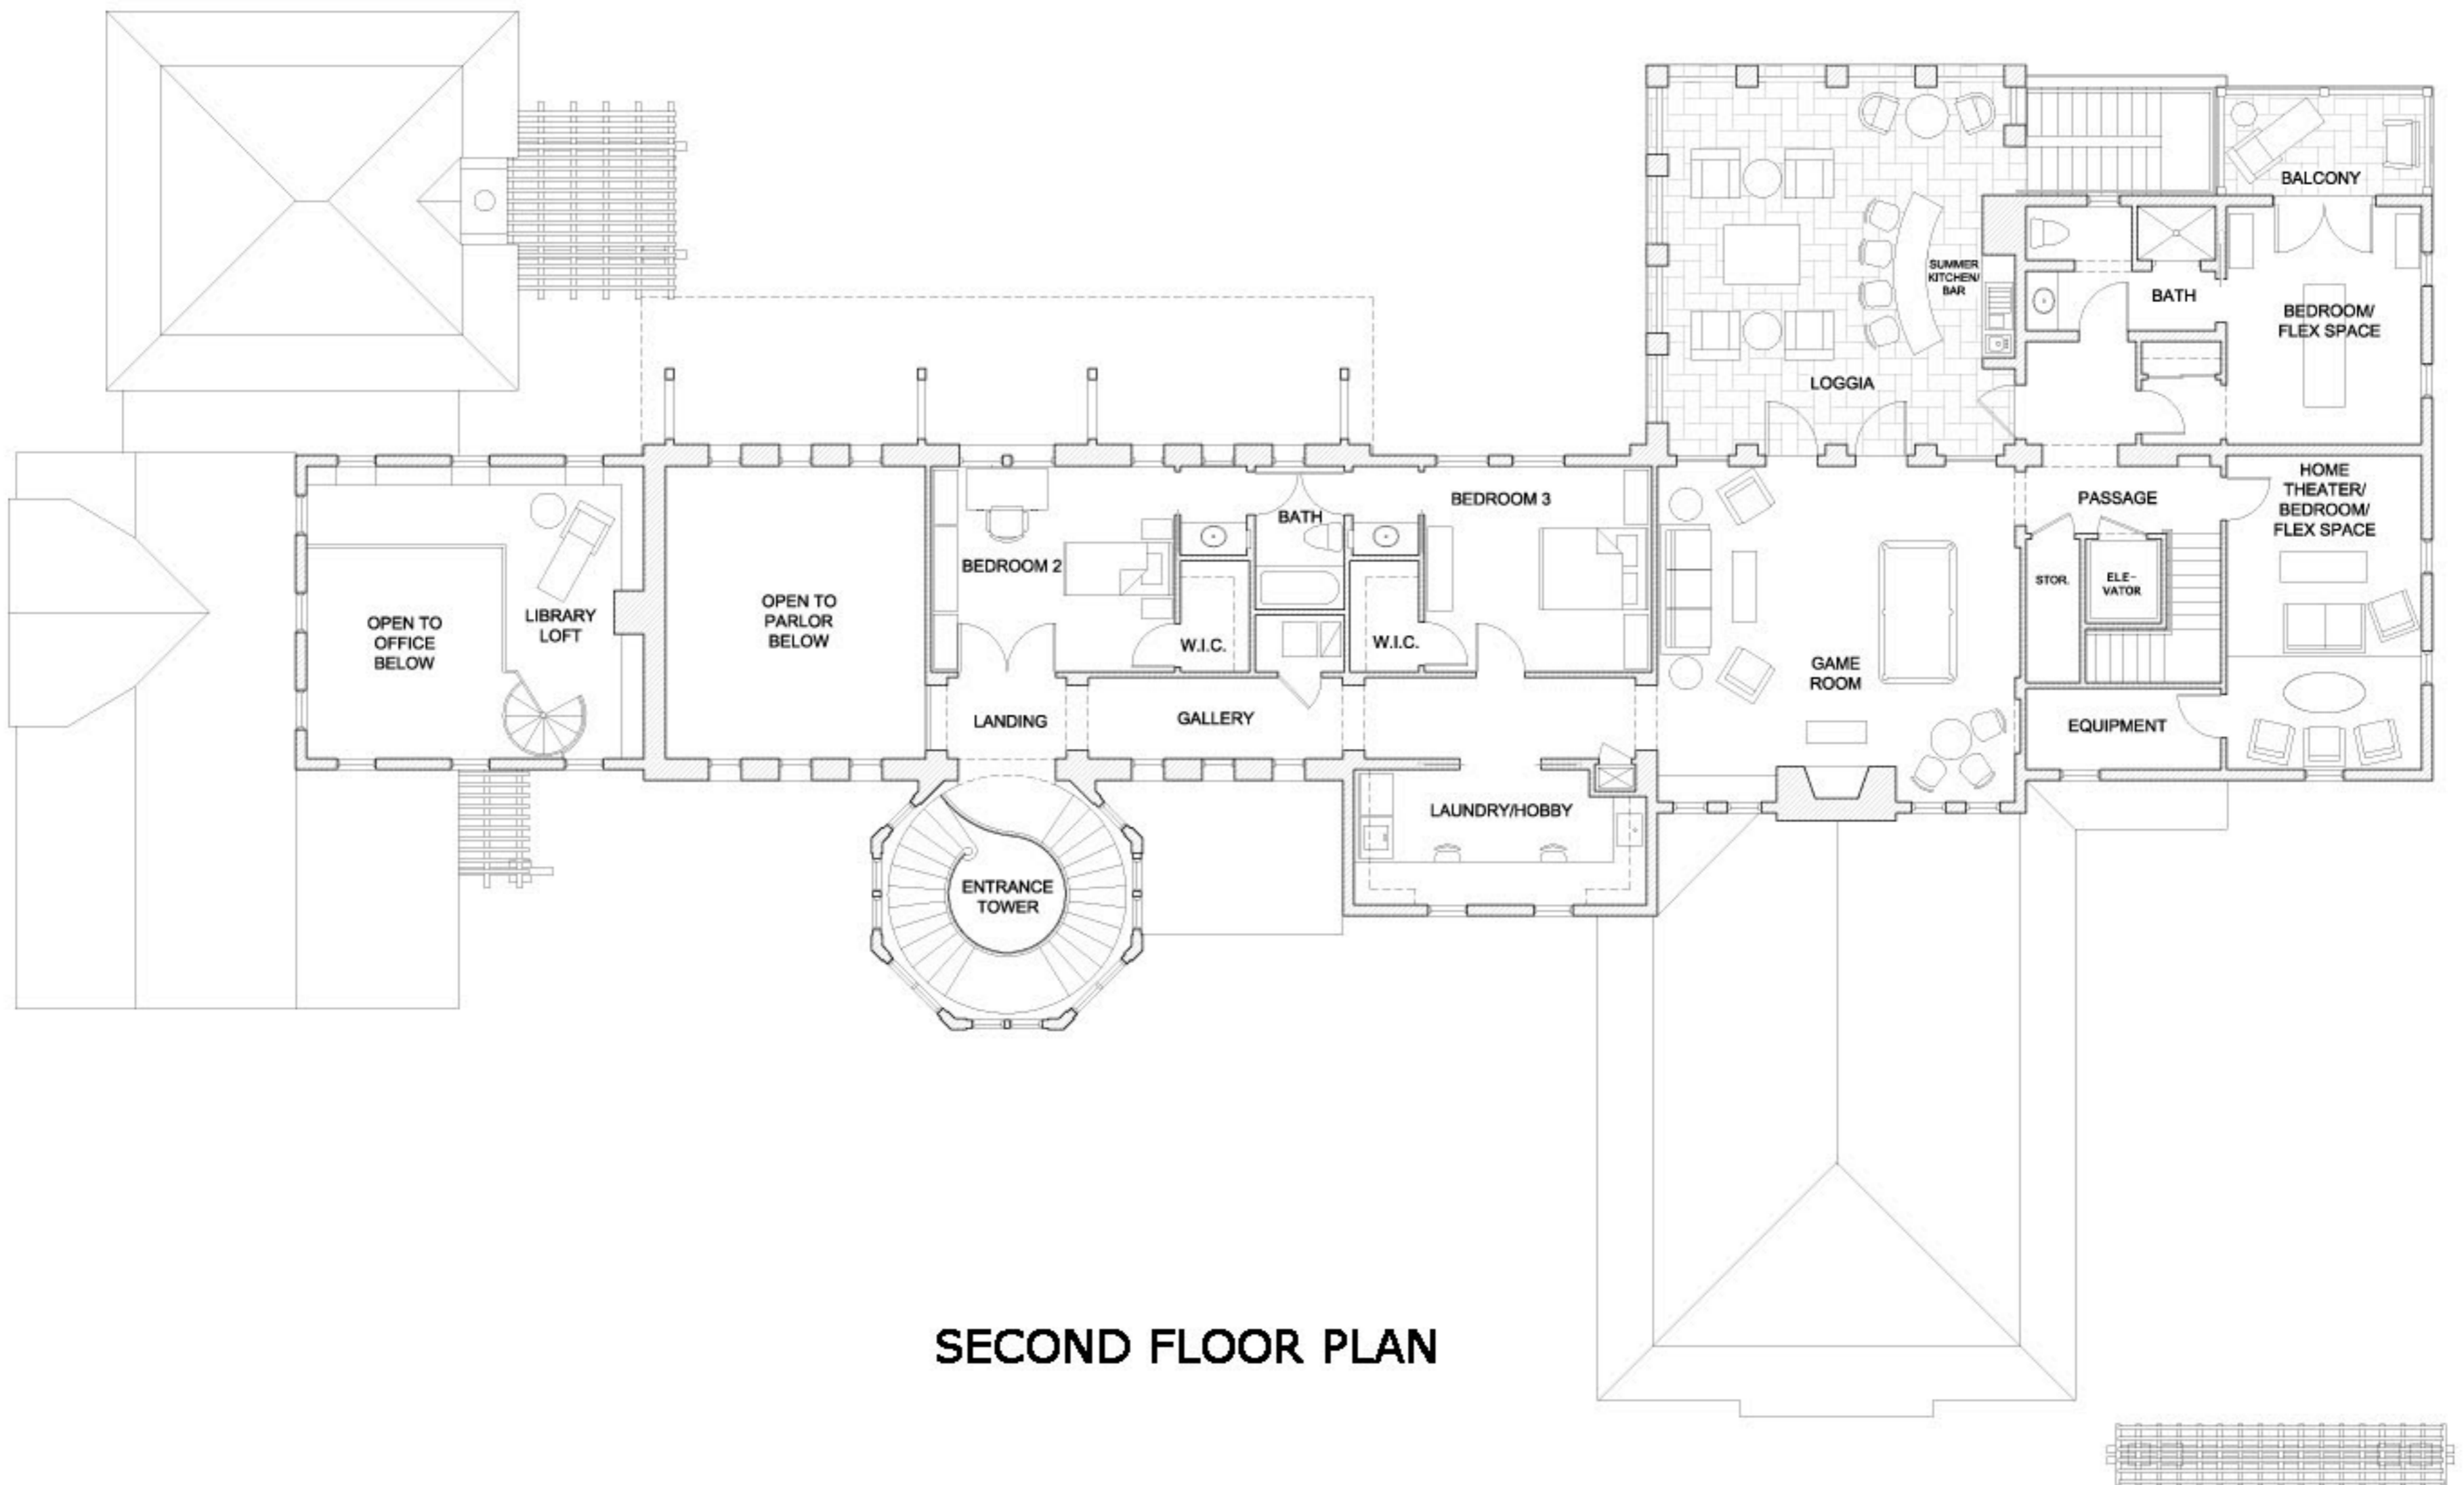 BALCONY
SUMMER
KITCHEN/
BAR
BATH
BEDROOM/
FLEX SPACE
LOGGIA
HOME
THEATER/
BEDROOM/
FLEX SPACE
PASSAGE
BEDROOM 3
BATH
BEDROOM 2
STOR.
ELE-
VATOR
OPEN TO
PARLOR
BELOW
LIBRARY
LOFT
OPEN TO
OFFICE
BELOW
W.I.C.
W.I.C.
GAME
ROOM
LANDING
GALLERY
EQUIPMENT
LAUNDRY/HOBBY
ENTRANCE
TOWER
SECOND FLOOR PLAN